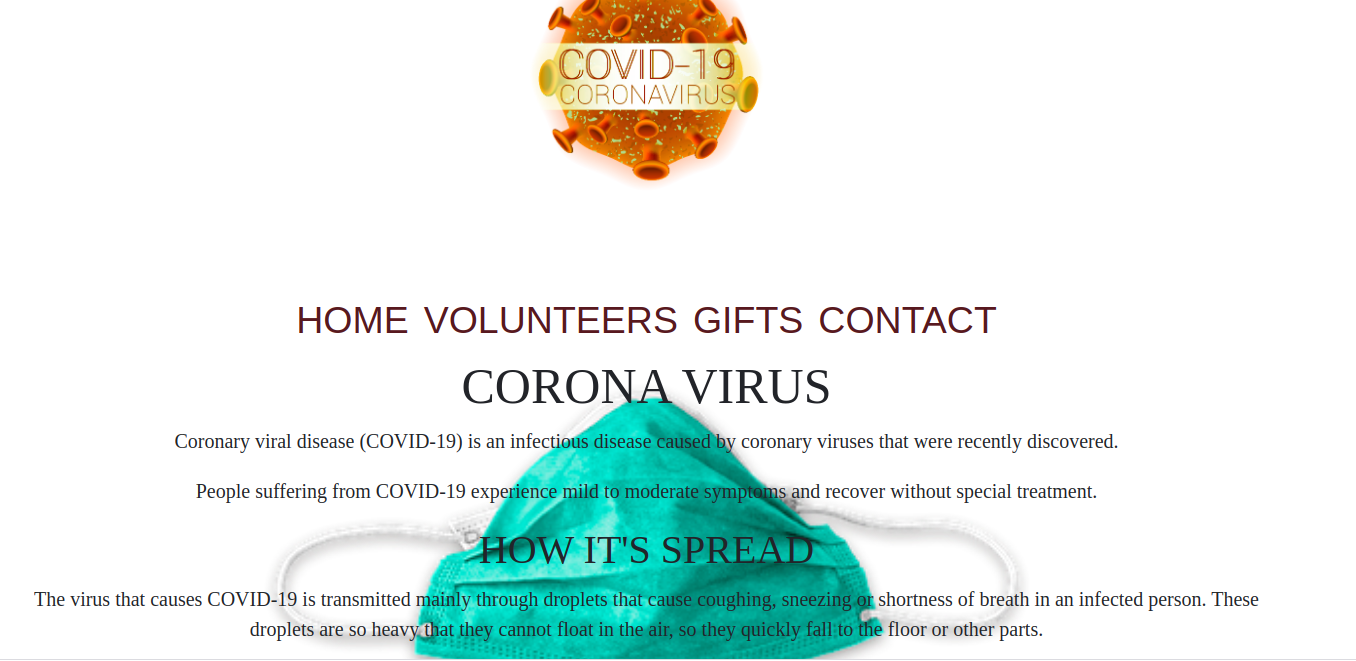 COVID-19
CORONAVIRUS
HOME VOLUNTEERS GIFTS CONTACT
CORONA VIRUS
Coronary viral disease (COVID-19) is an infectious disease caused by coronary viruses that were recently discovered.
People suffering from COVID-19 experience mild to moderate symptoms and recover without special treatment.
HOW IT'S SPREAD
The virus that causes COVID-19 is transmitted mainly through droplets that cause coughing, sneezing or shortness of breath in an infected person. These
droplets are so heavy that they cannot float in the air, so they quickly fall to the floor or other parts.